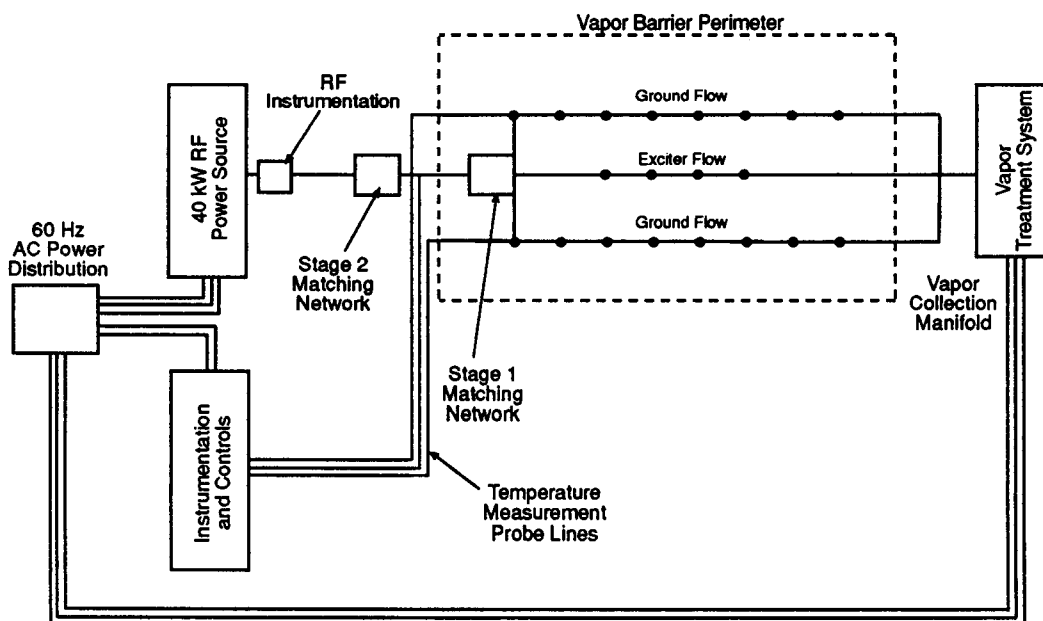 Vapor Barrier Perimeter
RF
Instrumentation
Ground Flow
40 kW RF
Power Source
Exciter Flow
Vapor
Treatment System
60 Hz
AC Power
Distribution
Ground Flow
Stage 2
Matching
Network
Vapor
Collection
Manifold
Stage 1
Matching
Network
Instrumentation
and Controls
Temperature
Measurement
Probe Lines